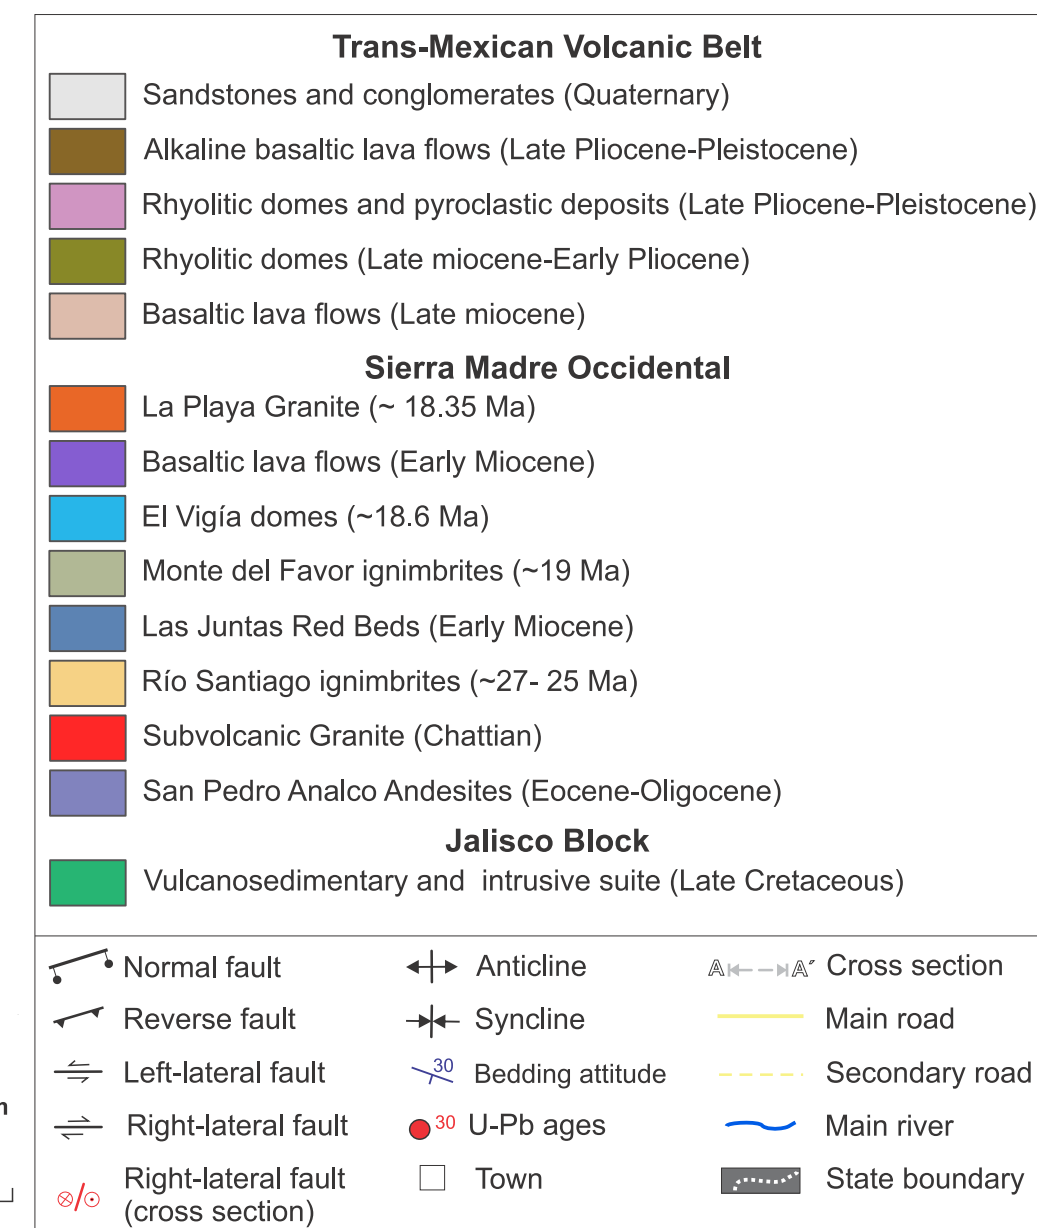 Trans-Mexican Volcanic Belt
Sandstones and conglomerates (Quaternary)
Alkaline basaltic lava flows (Late Pliocene-Pleistocene)
Rhyolitic domes and pyroclastic deposits (Late Pliocene-Pleistocene)
Rhyolitic domes (Late miocene-Early Pliocene)
Basaltic lava flows (Late miocene)
Sierra Madre Occidental
La Playa Granite (~ 18.35 Ma)
Basaltic lava flows (Early Miocene)
El Vigía domes (~18.6 Ma)
Monte del Favor ignimbrites (~19 Ma)
Las Juntas Red Beds (Early Miocene)
Río Santiago ignimbrites (~27- 25 Ma)
Subvolcanic Granite (Chattian)
San Pedro Analco Andesites (Eocene-Oligocene)
Jalisco Block
Vulcanosedimentary and intrusive suite (Late Cretaceous)
Normal fault
Reverse fault
Left-lateral fault
Right-lateral fault
Right-lateral fault
(cross section)
Anticline
Syncline
30 Bedding attitude
30 U-Pb ages
Town
A A´ Cross section
Main road
Secondary road
Main river
State boundary